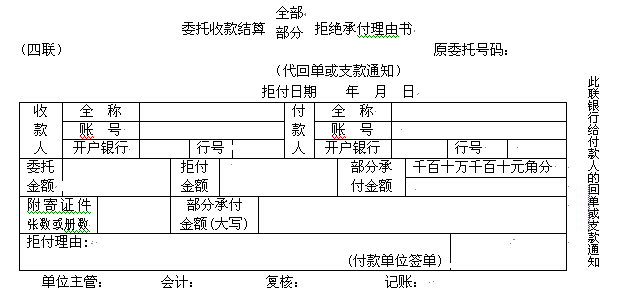 全部
委托收款结算 部分 拒绝承付理由书
(四联) 原委托号码：
(代回单或支款通知)
拒付日期 年 月 日
收款人 全 称 付款人 全 称
账 号 账 号
开户银行 行号 开户银行 行号
委托金额 拒付金额 部分承付金额 千百十万千百十元角分
附寄证件张数或册数 部分承付金额(大写)
拒付理由：
(付款单位签单)
单位主管： 会计： 复核： 记账：
此联银行给付款人的回单或支款通知